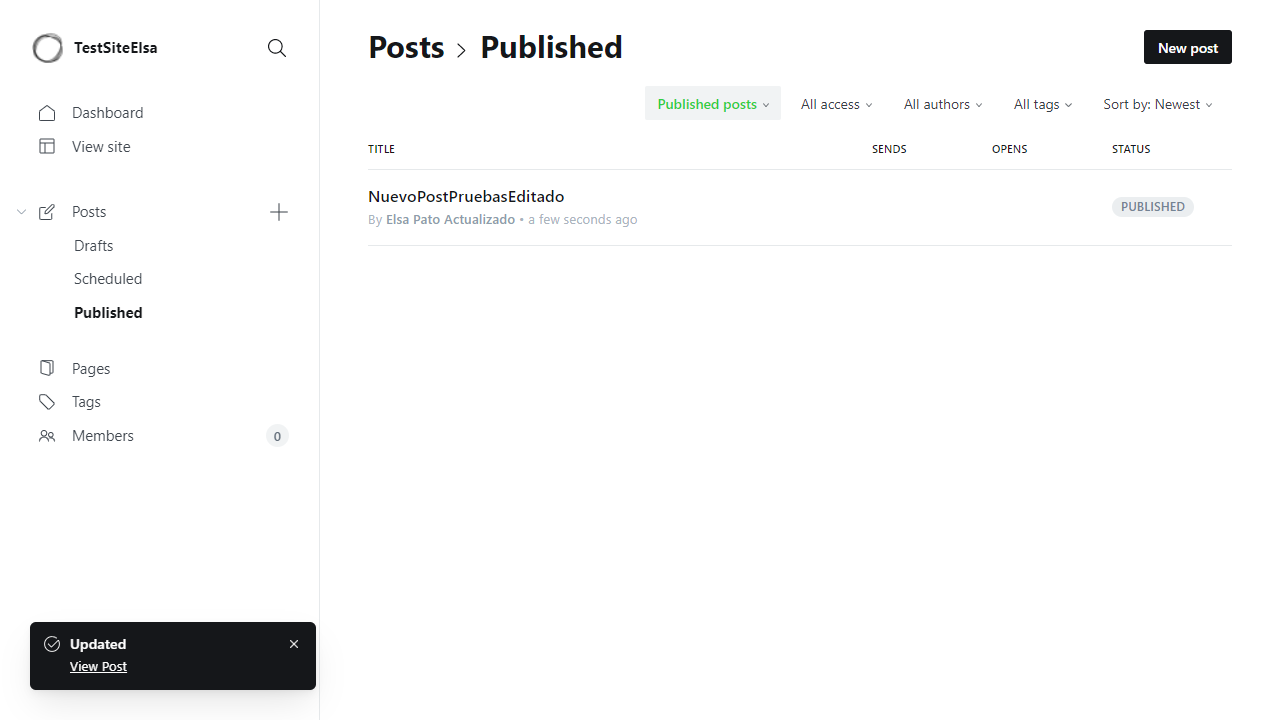 TestSiteElsa
Dashboard
View site
Posts
Drafts
Scheduled
Published
Pages
Tags
Members 0
Updated
View Post
Posts > Published
New post
Published posts All access All authors All tags Sort by: Newest
TITLE SENDS OPENS STATUS
NuevoPostPruebasEditado
By Elsa Pato Actualizado • a few seconds ago
PUBLISHED